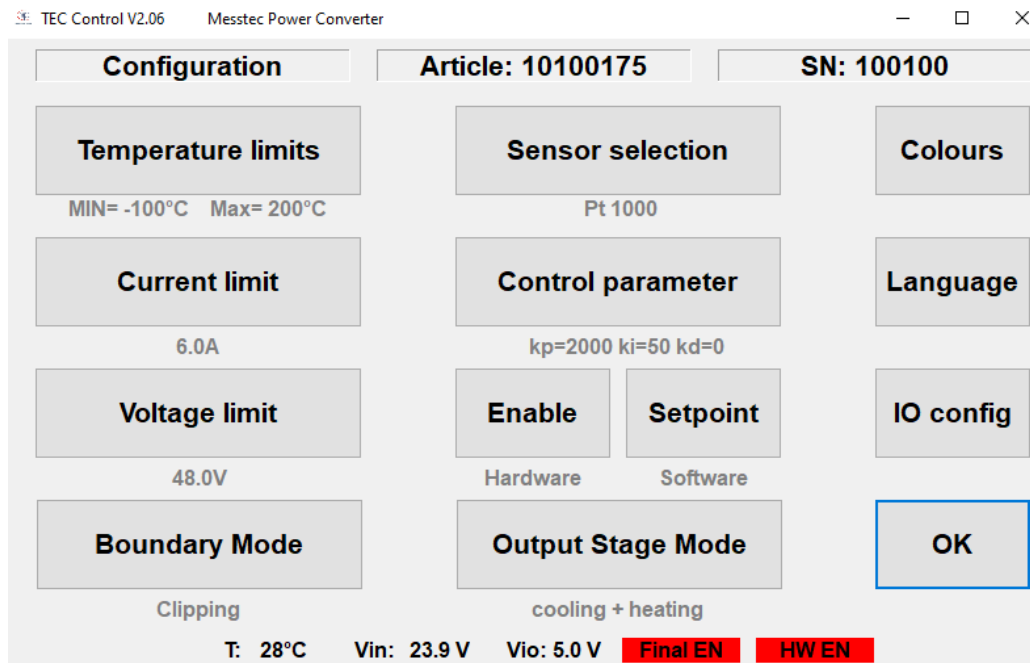 TEC Control V2.06 Messtec Power Converter
Configuration Article: 10100175 SN: 100100
Temperature limits Sensor selection Colours
MIN= -100°C Max= 200°C Pt 1000
Current limit Control parameter Language
6.0A kp=2000 ki=50 kd=0
Voltage limit Enable Setpoint IO config
48.0V Hardware Software
Boundary Mode Output Stage Mode OK
Clipping cooling + heating
T: 28°C Vin: 23.9 V Vio: 5.0 V Final EN HW EN